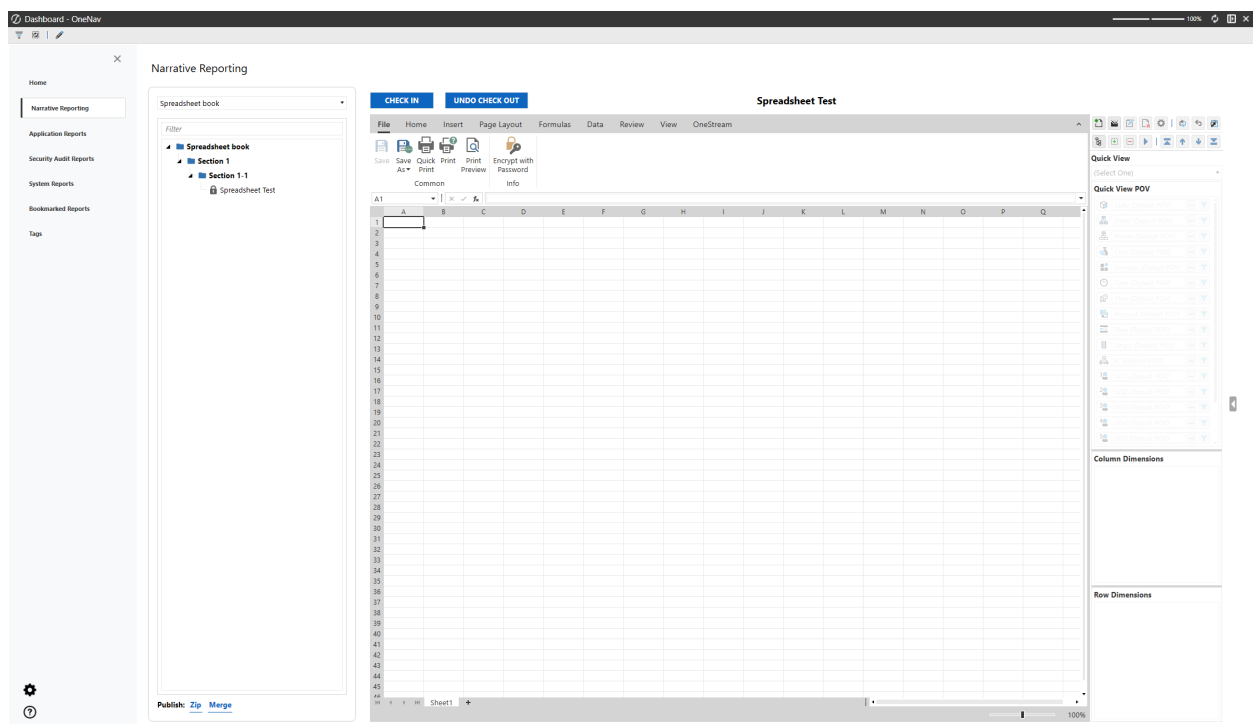 Dashboard - OneNav
100%
Narrative Reporting
Home
Narrative Reporting
Application Reports
Security Audit Reports
System Reports
Bookmarked Reports
Tags
Spreadsheet book
Filter
Spreadsheet book
Section 1
Section 1-1
Spreadsheet Test
Publish: Zip Merge
CHECK IN UNDO CHECK OUT Spreadsheet Test
File Home Insert Page Layout Formulas Data Review View OneStream
Save Save As Quick Print Print Print Preview Encrypt with Password
Common Info
A1 fx
A B C D E F G H I J K L M N O P Q
1
2
3
4
5
6
7
8
9
10
11
12
13
14
15
16
17
18
19
20
21
22
23
24
25
26
27
28
29
30
31
32
33
34
35
36
37
38
39
40
41
42
43
44
45
46
Sheet1 +
100%
Quick View
(Select One)
Quick View POV
Column Dimensions
Row Dimensions